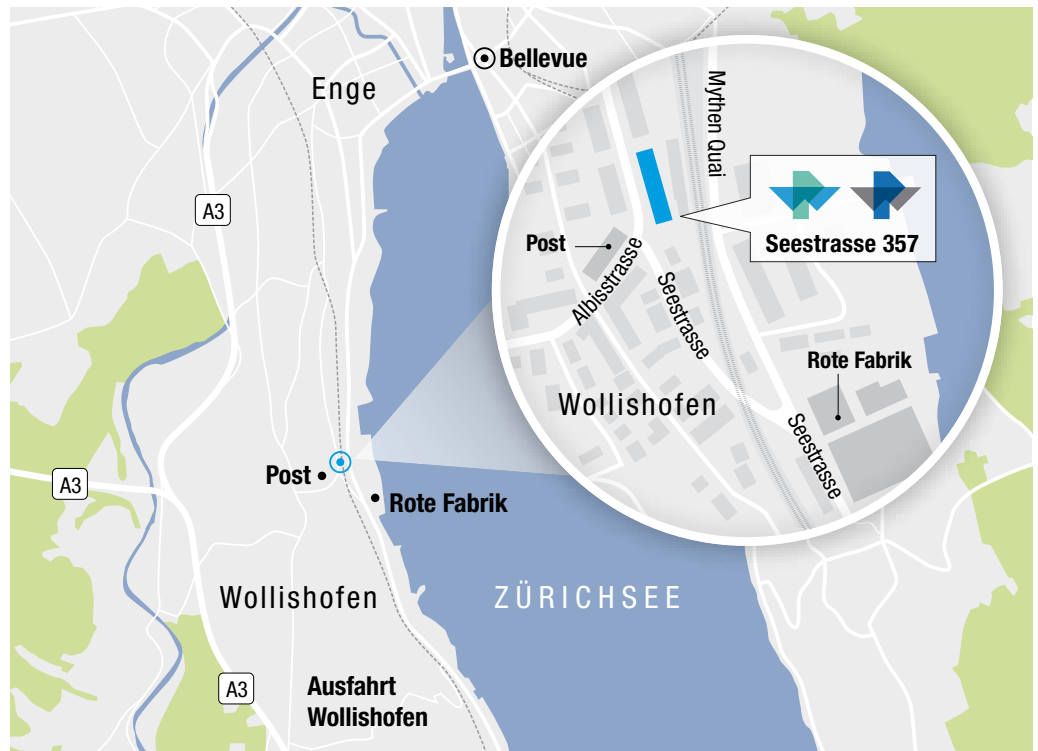 Bellevue
Enge
Mythen Quai
A3
Seestrasse 357
Post
Albisstrasse
Seestrasse
Rote Fabrik
Wollishofen
Seestrasse
Post
A3
Rote Fabrik
Wollishofen
ZÜRICHSEE
A3
Ausfahrt
Wollishofen